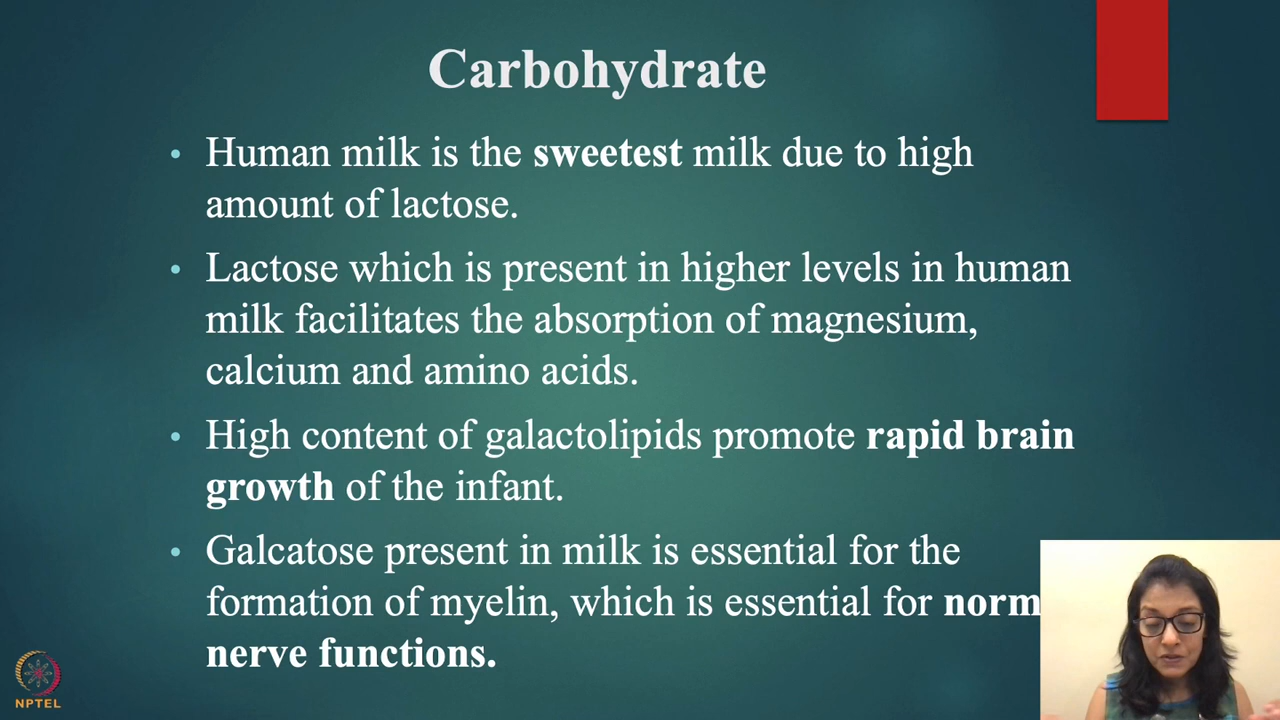 Carbohydrate
• Human milk is the sweetest milk due to high
amount of lactose.
• Lactose which is present in higher levels in human
milk facilitates the absorption of magnesium,
calcium and amino acids.
• High content of galactolipids promote rapid brain
growth of the infant.
• Galcatose present in milk is essential for the
formation of myelin, which is essential for norm
nerve functions.
NPTEL